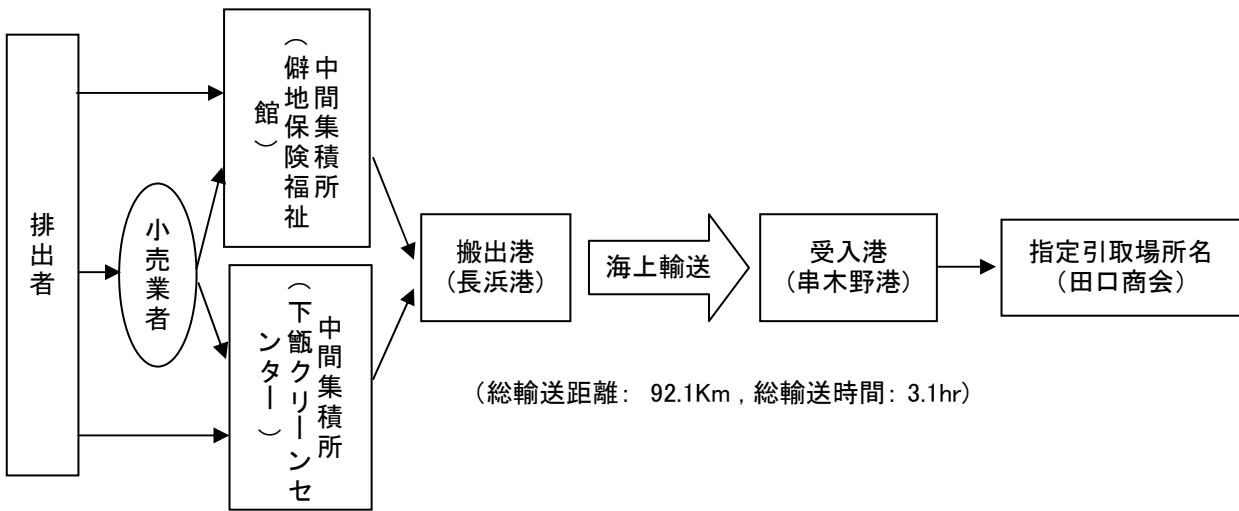 排出者
小売業者
中間集積所
（僻地保険福祉
館）
中間集積所
（下甑クリーンセ
ンター）
搬出港
（長浜港）
海上輸送
受入港
（串木野港）
指定引取場所名
（田口商会）
（総輸送距離： 92.1Km , 総輸送時間： 3.1hr）